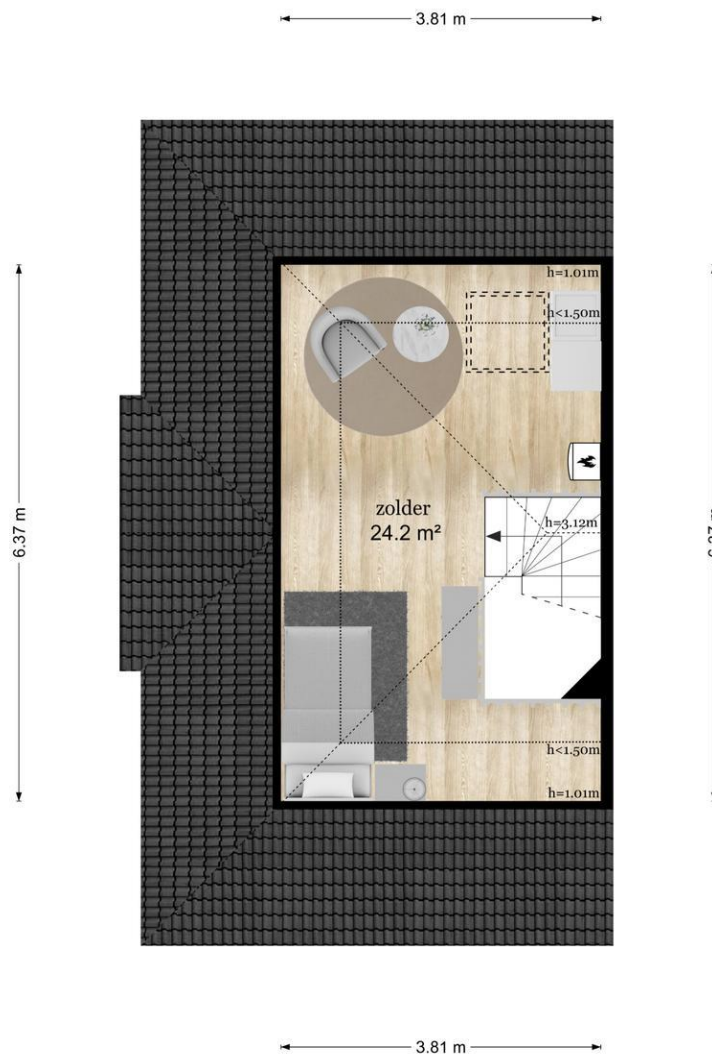 3.81 m
h=1.01m
h<1.50m
6.37 m
zolder
24.2 m²
h=3.12m
h<1.50m
h=1.01m
3.81 m